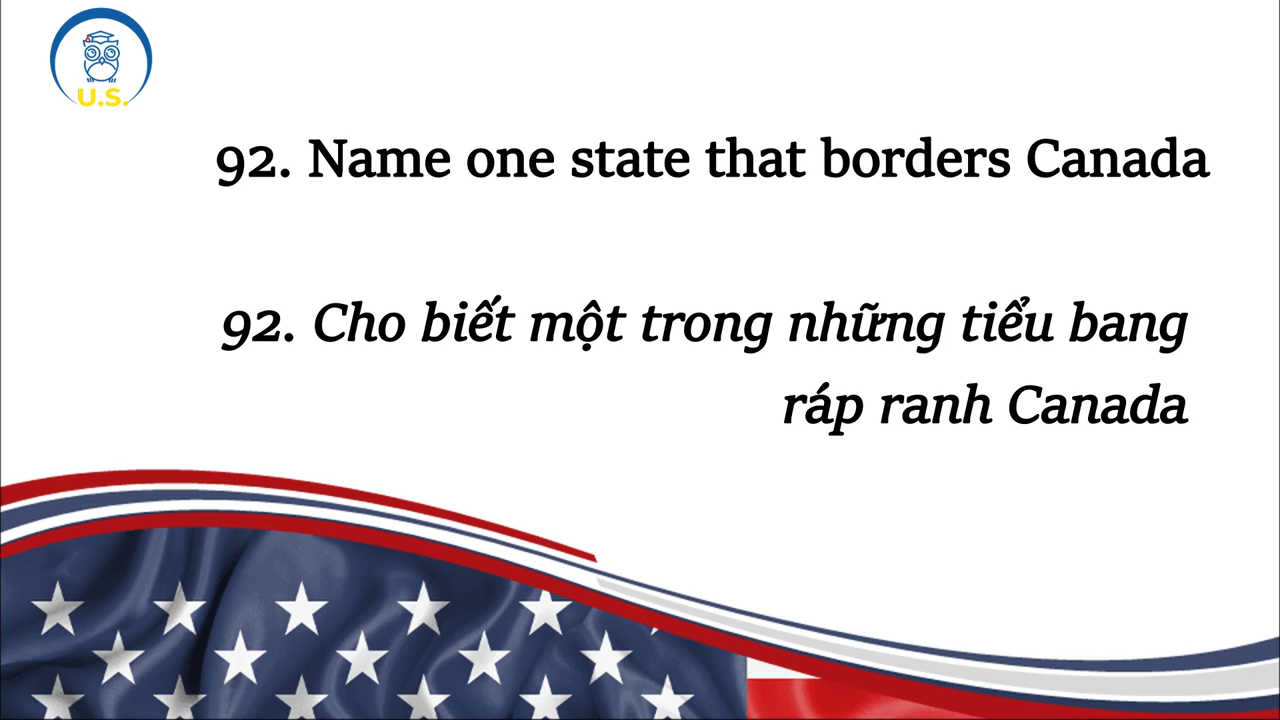 U.S.
92. Name one state that borders Canada
92. Cho biết một trong những tiểu bang
ráp ranh Canada